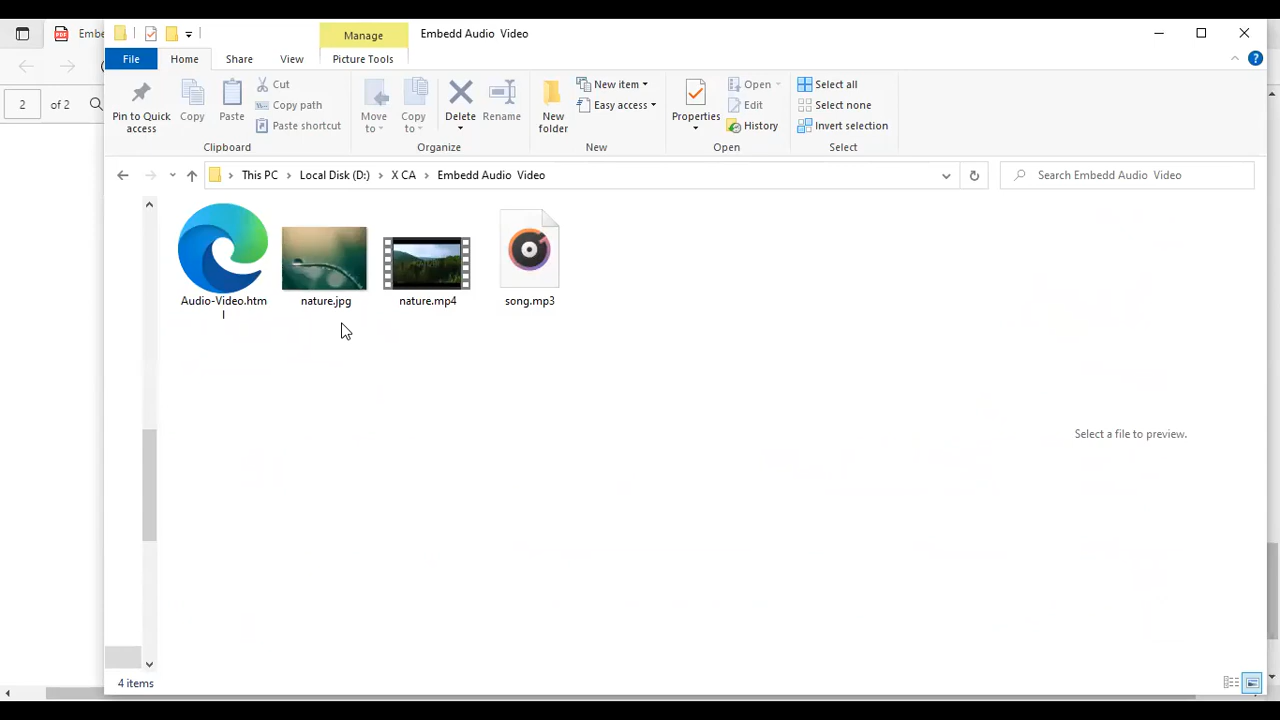 Embe
Manage
Embedd Audio  Video
File
Home
Share
View
Picture Tools
2
of 2
Pin to Quick access
Copy
Paste
Cut
Copy path
Paste shortcut
Clipboard
Move to
Copy to
Delete
Rename
Organize
New folder
New item
Easy access
New
Properties
Open
Edit
History
Open
Select all
Select none
Invert selection
Select
This PC
Local Disk (D:)
X CA
Embedd Audio  Video
Search Embedd Audio  Video
Audio-Video.htm
l
nature.jpg
nature.mp4
song.mp3
Select a file to preview.
4 items